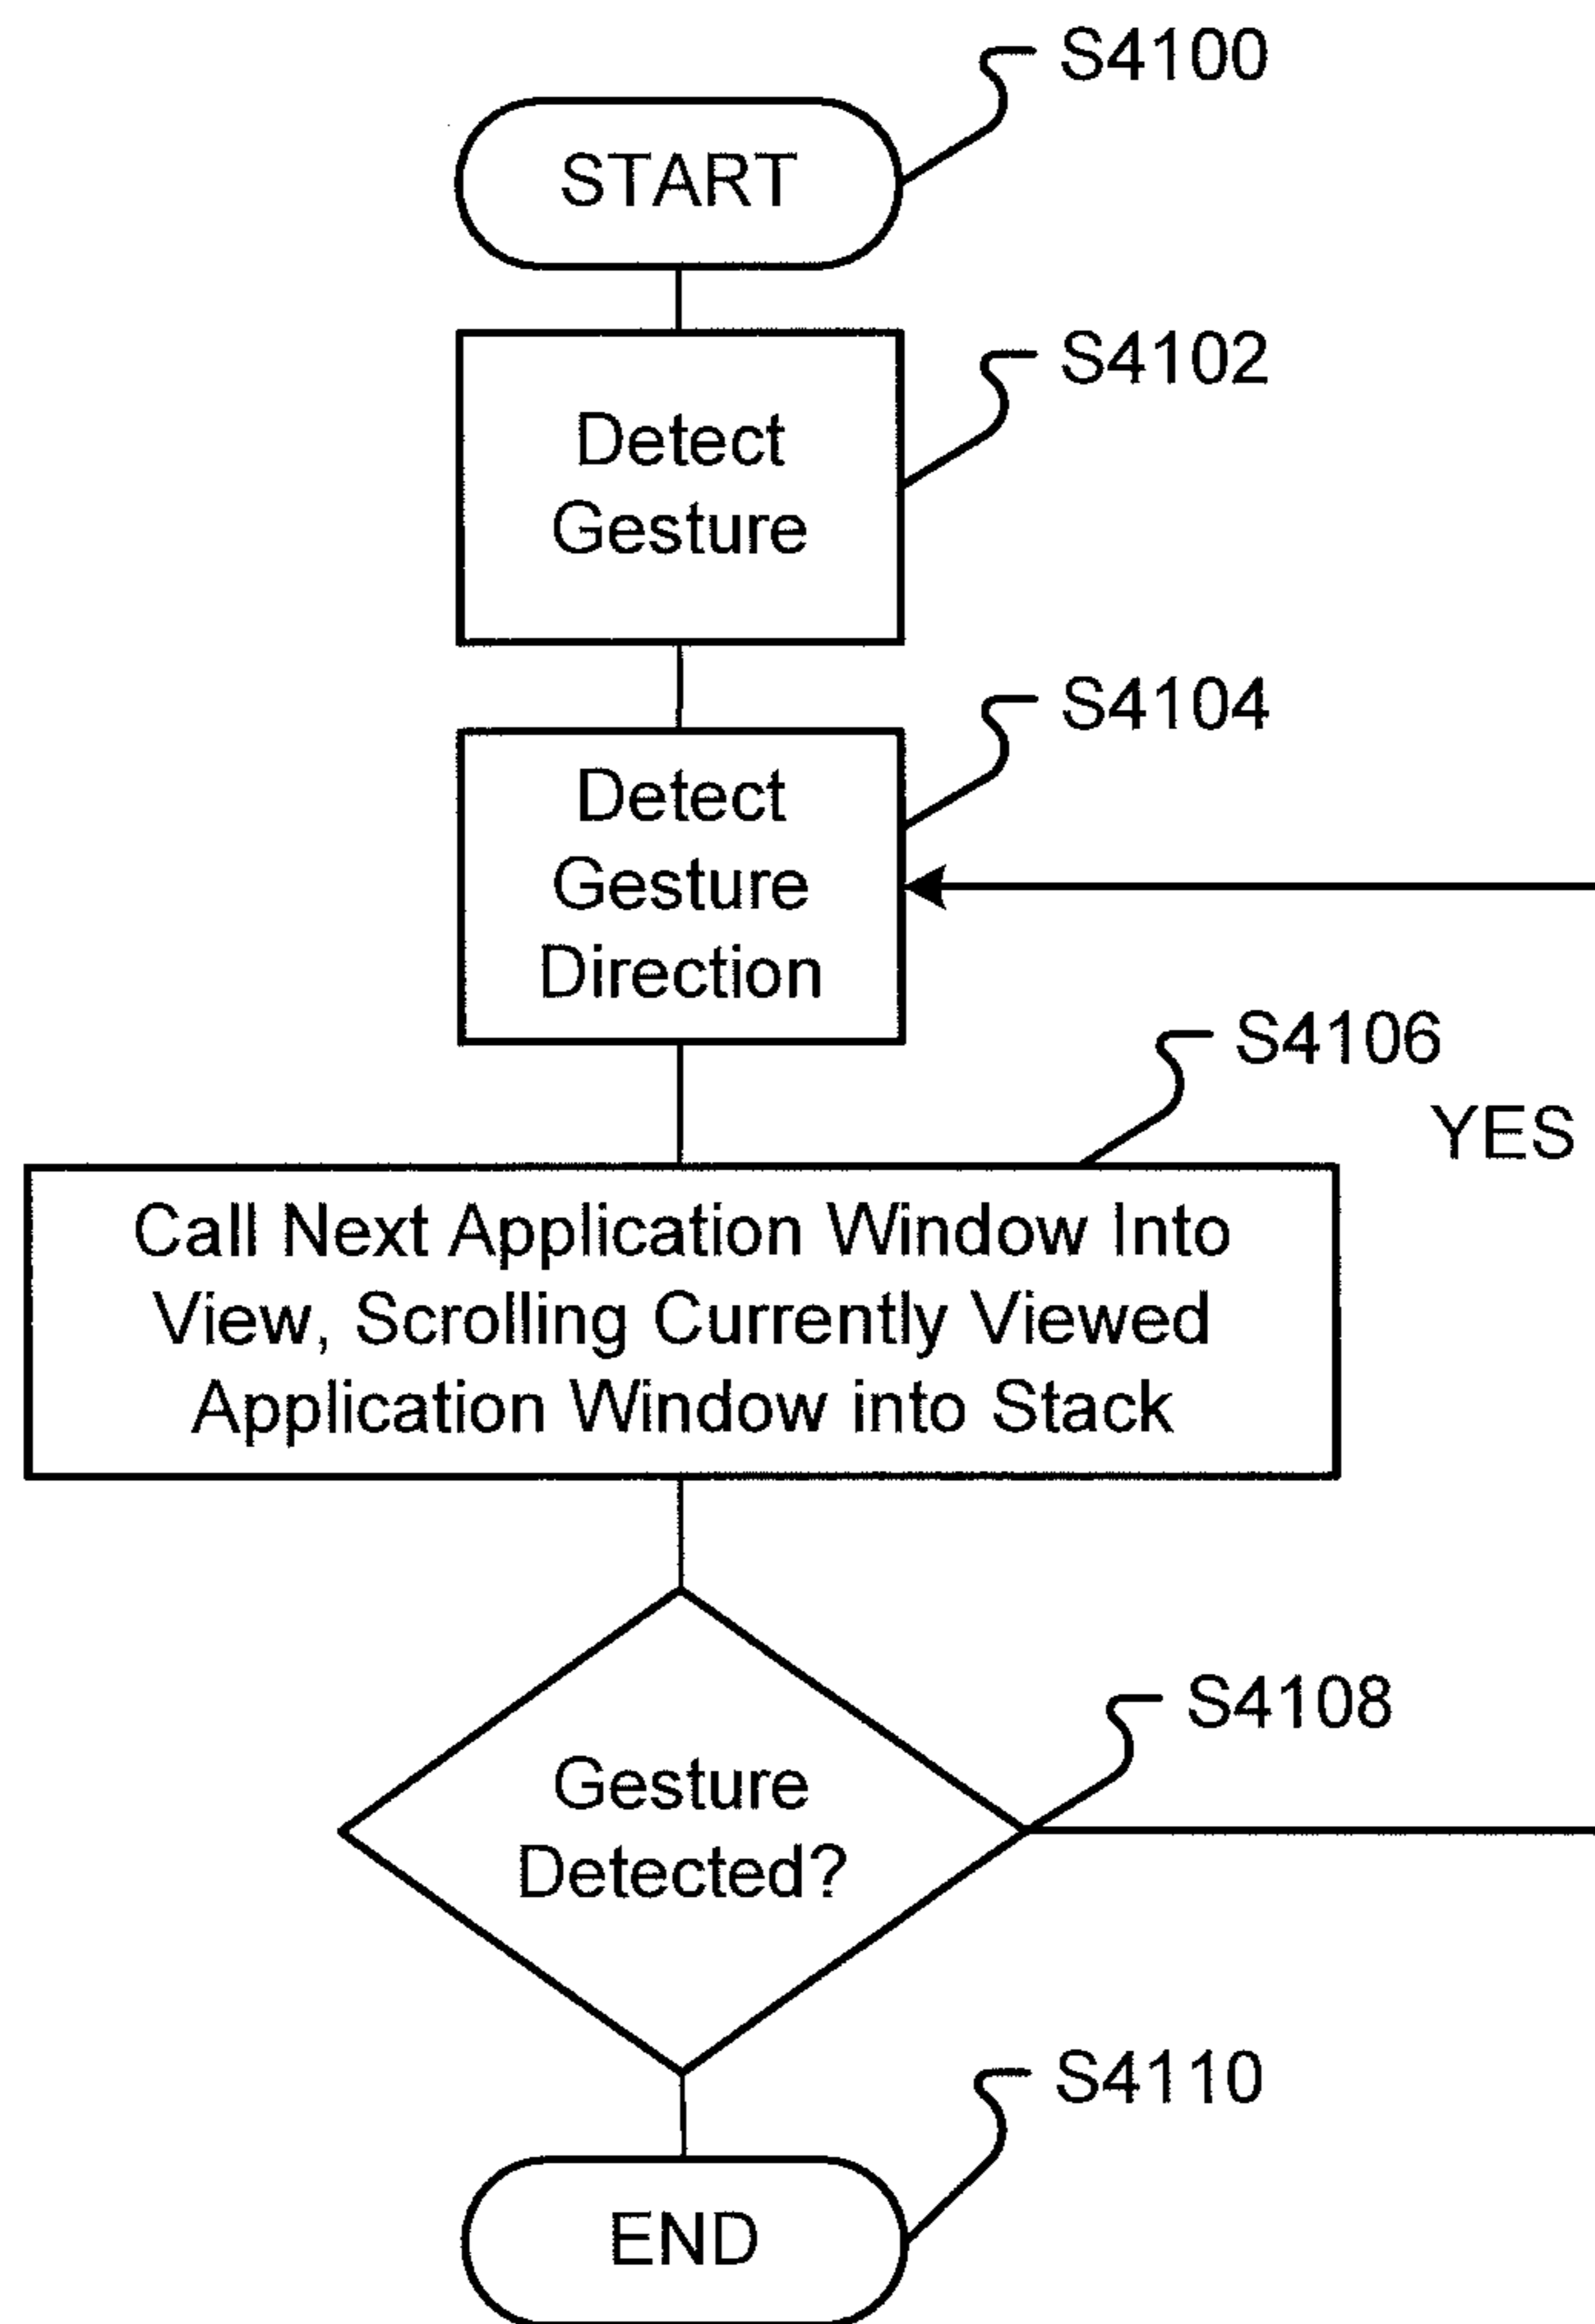 S4100
START
S4102
Detect
Gesture
S4104
Detect
Gesture
Direction
S4106
YES
Call Next Application Window Into
View, Scrolling Currently Viewed
Application Window into Stack
S4108
Gesture
Detected?
S4110
END